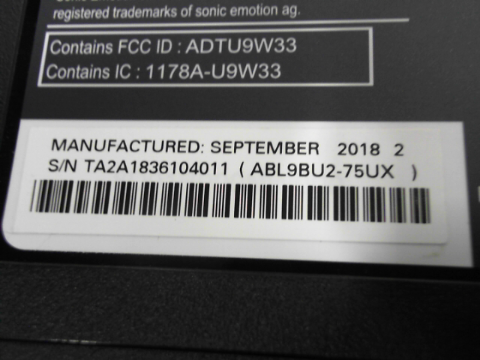 registered trademarks of sonic emotion ag.
Contains FCC ID : ADTU9W33
Contains IC : 1178A-U9W33
MANUFACTURED: SEPTEMBER 2018 2
S/N TA2A1836104011 ( ABL9BU2-75UX )